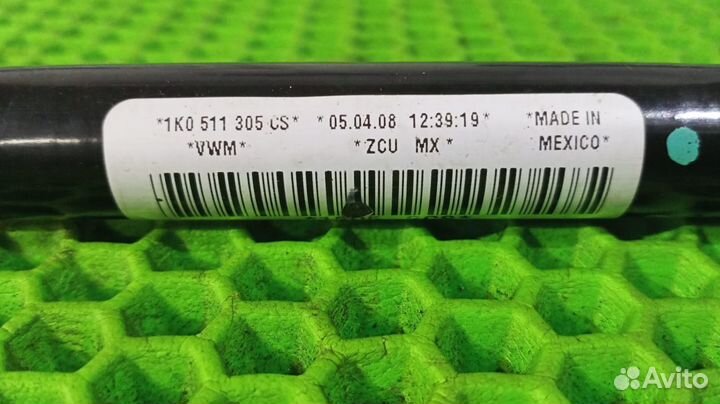 *1K0 511 305 CS* *05.04.08 12:39:19* *MADE IN
*VWM* *ZCU MX* MEXICO*
Avito